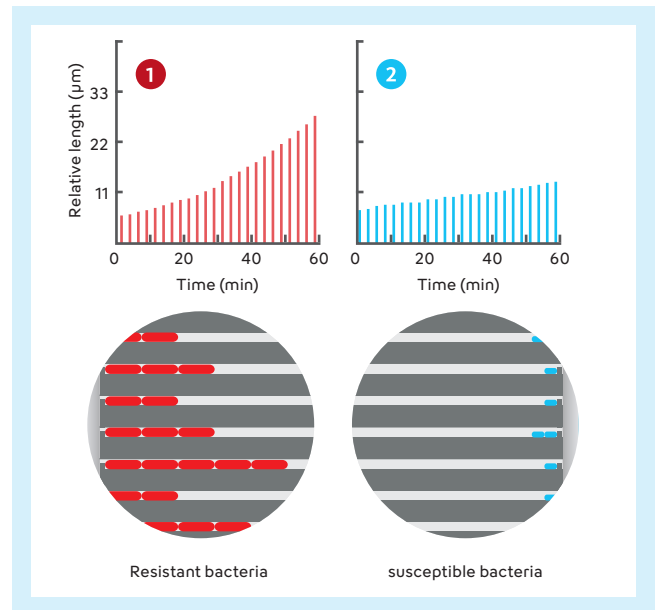 1
2
Relative length (µm)
33
22
11
0
20
40
60
0
20
40
60
Time (min)
Time (min)
Resistant bacteria
susceptible bacteria